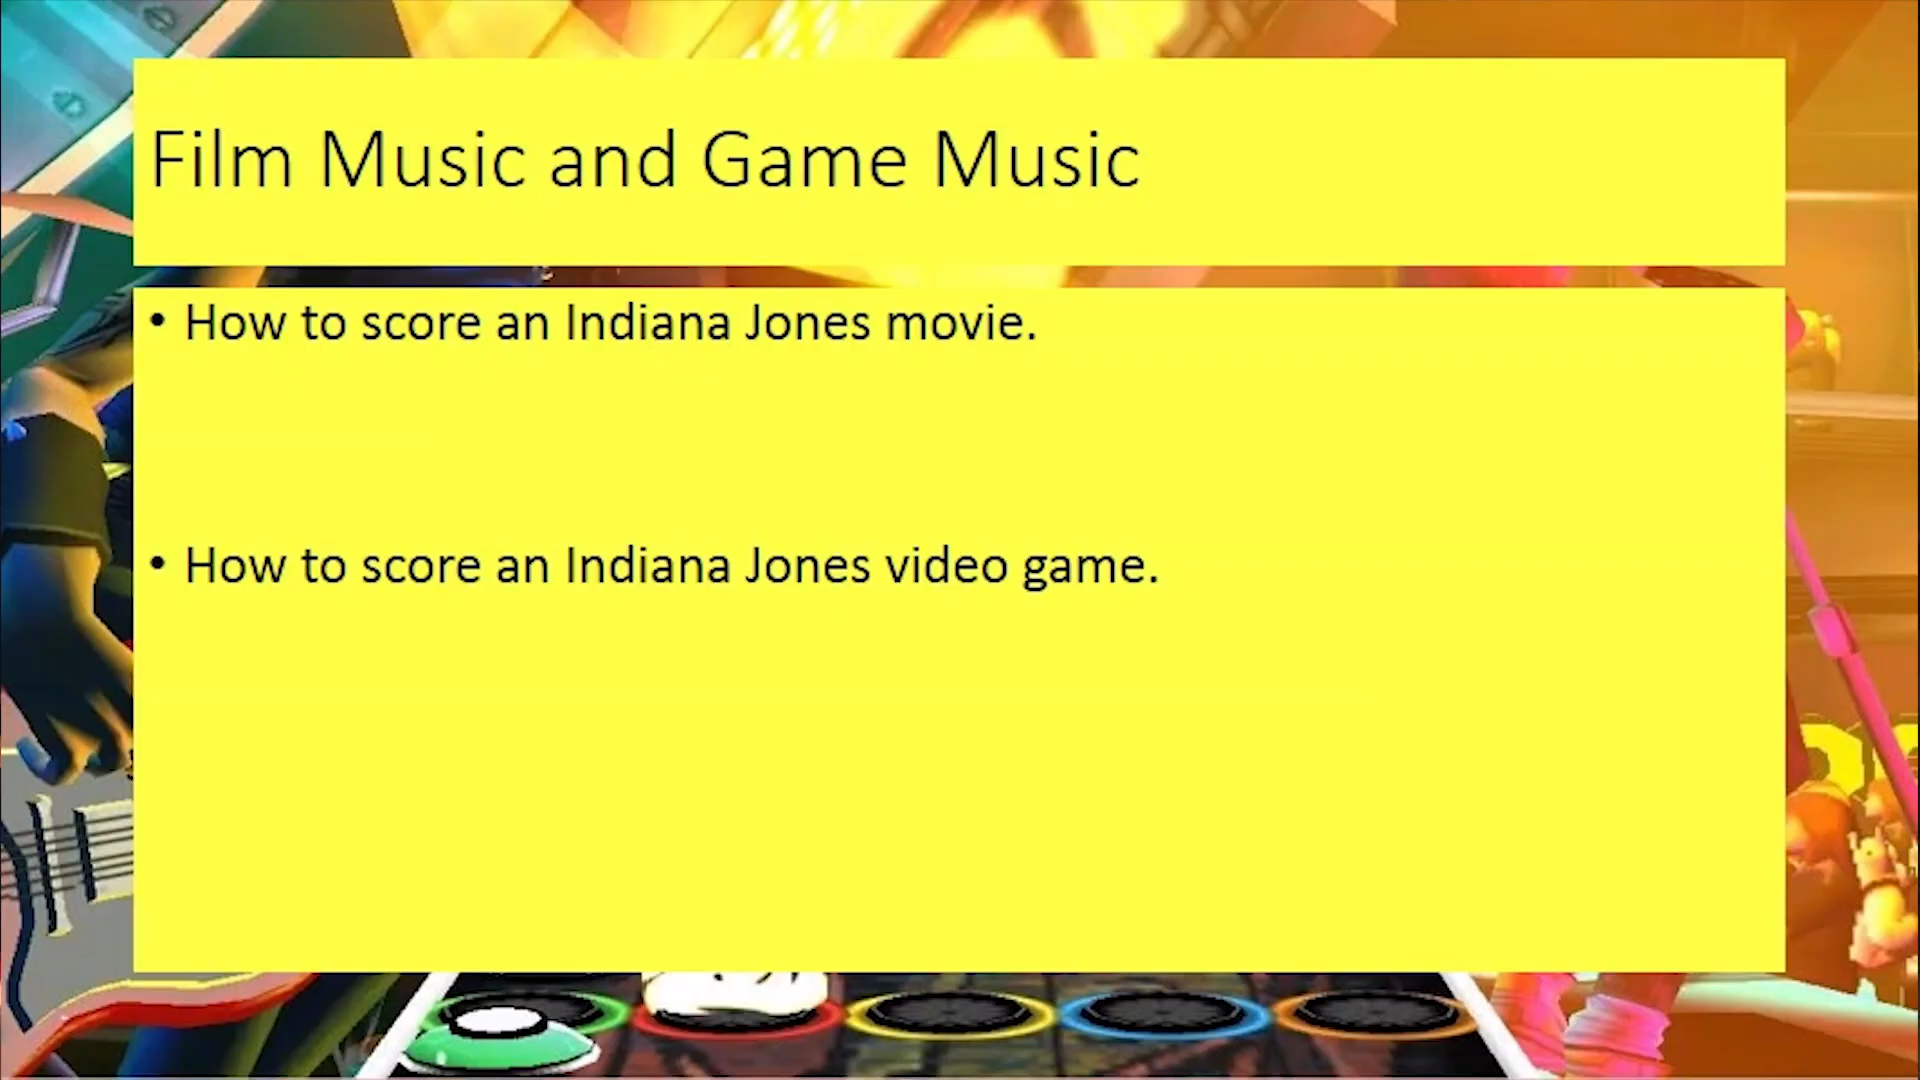 Film Music and Game Music
• How to score an Indiana Jones movie.
• How to score an Indiana Jones video game.